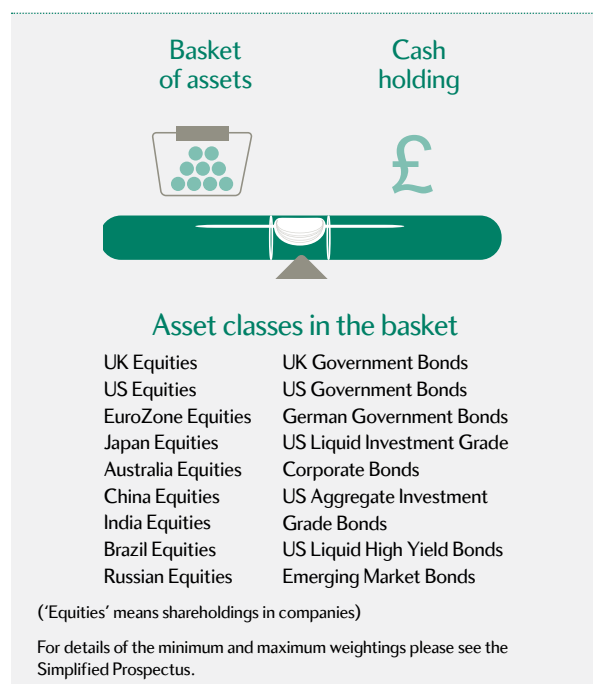 Basket
of assets
Cash
holding
£
Asset classes in the basket
UK Equities
US Equities
EuroZone Equities
Japan Equities
Australia Equities
China Equities
India Equities
Brazil Equities
Russian Equities
UK Government Bonds
US Government Bonds
German Government Bonds
US Liquid Investment Grade
Corporate Bonds
US Aggregate Investment
Grade Bonds
US Liquid High Yield Bonds
Emerging Market Bonds
(‘Equities’ means shareholdings in companies)
For details of the minimum and maximum weightings please see the
Simplified Prospectus.